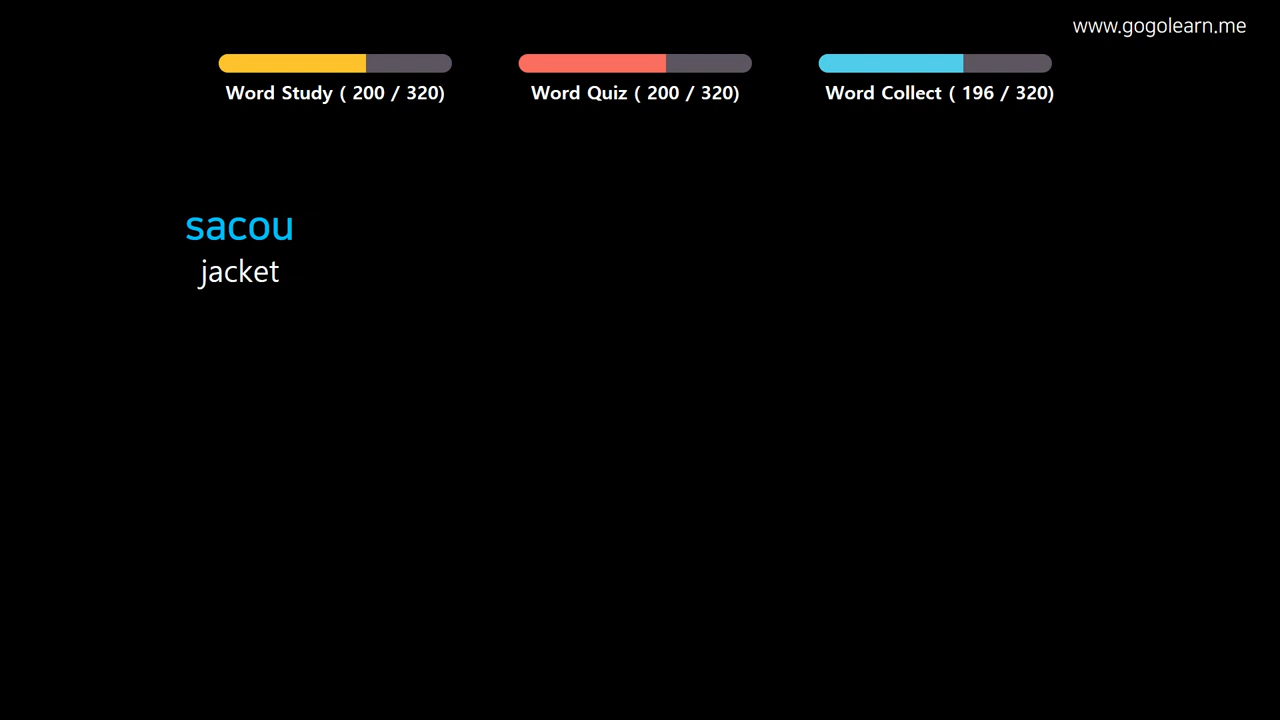 www.gogolearn.me
Word Study ( 200 / 320)
Word Quiz ( 200 / 320)
Word Collect ( 196 / 320)
sacou
jacket